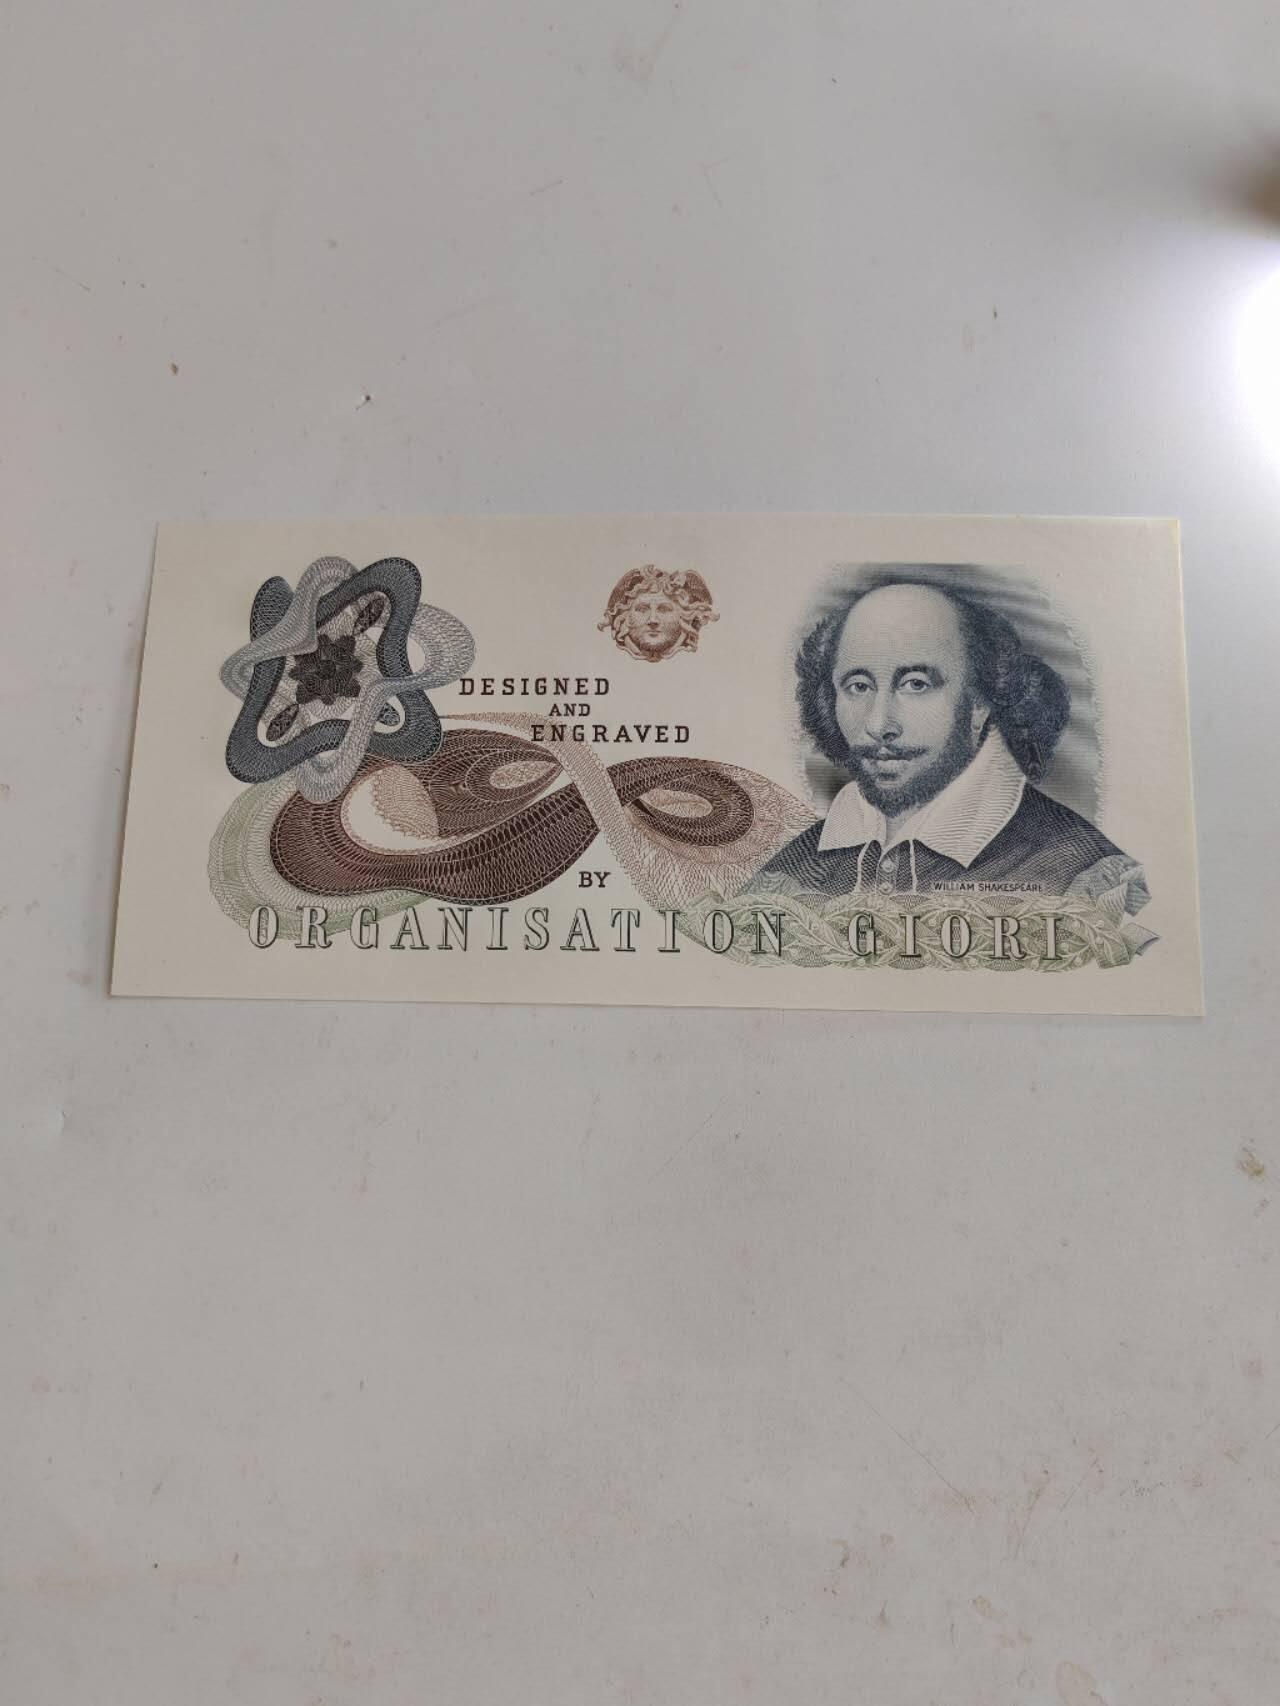 DESIGNED
AND
ENGRAVED
BY
WILLIAM SHAKESPEARE
ORGANISATION GIORI